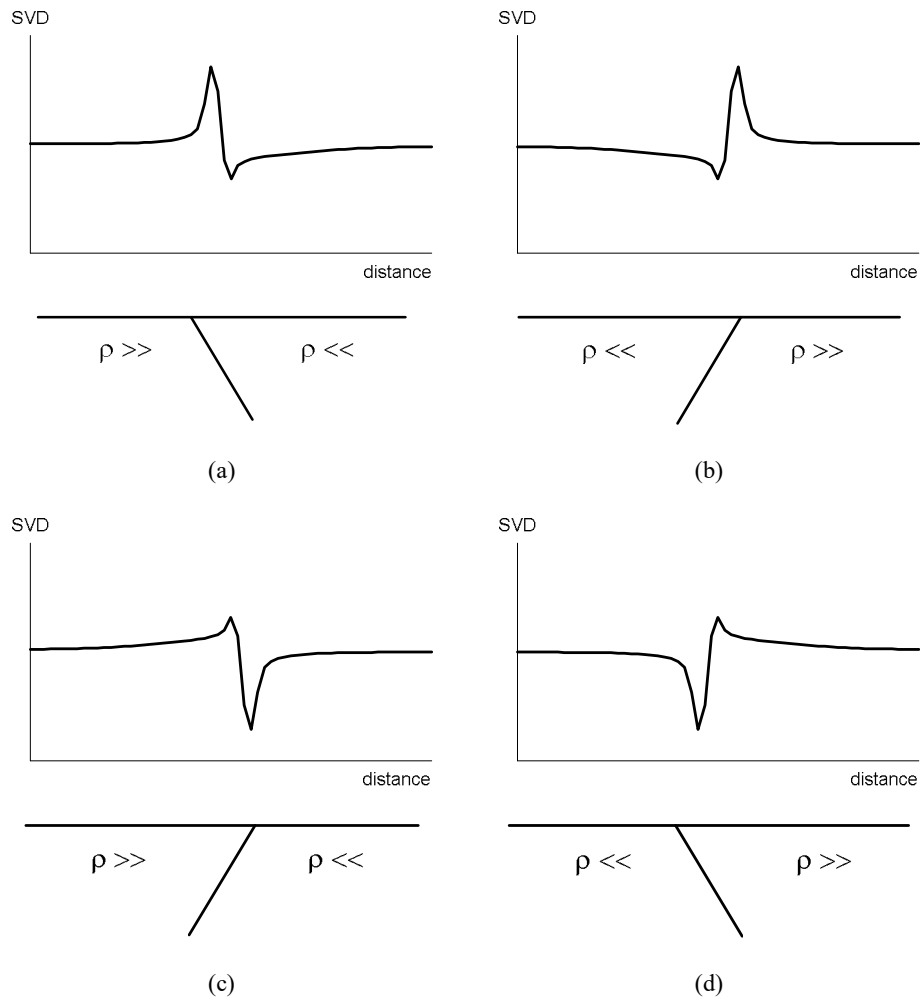 SVD
SVD
distance
distance
ρ >>
ρ <<
ρ <<
ρ >>
(a)
(b)
SVD
SVD
distance
distance
ρ >>
ρ <<
ρ <<
ρ >>
(c)
(d)